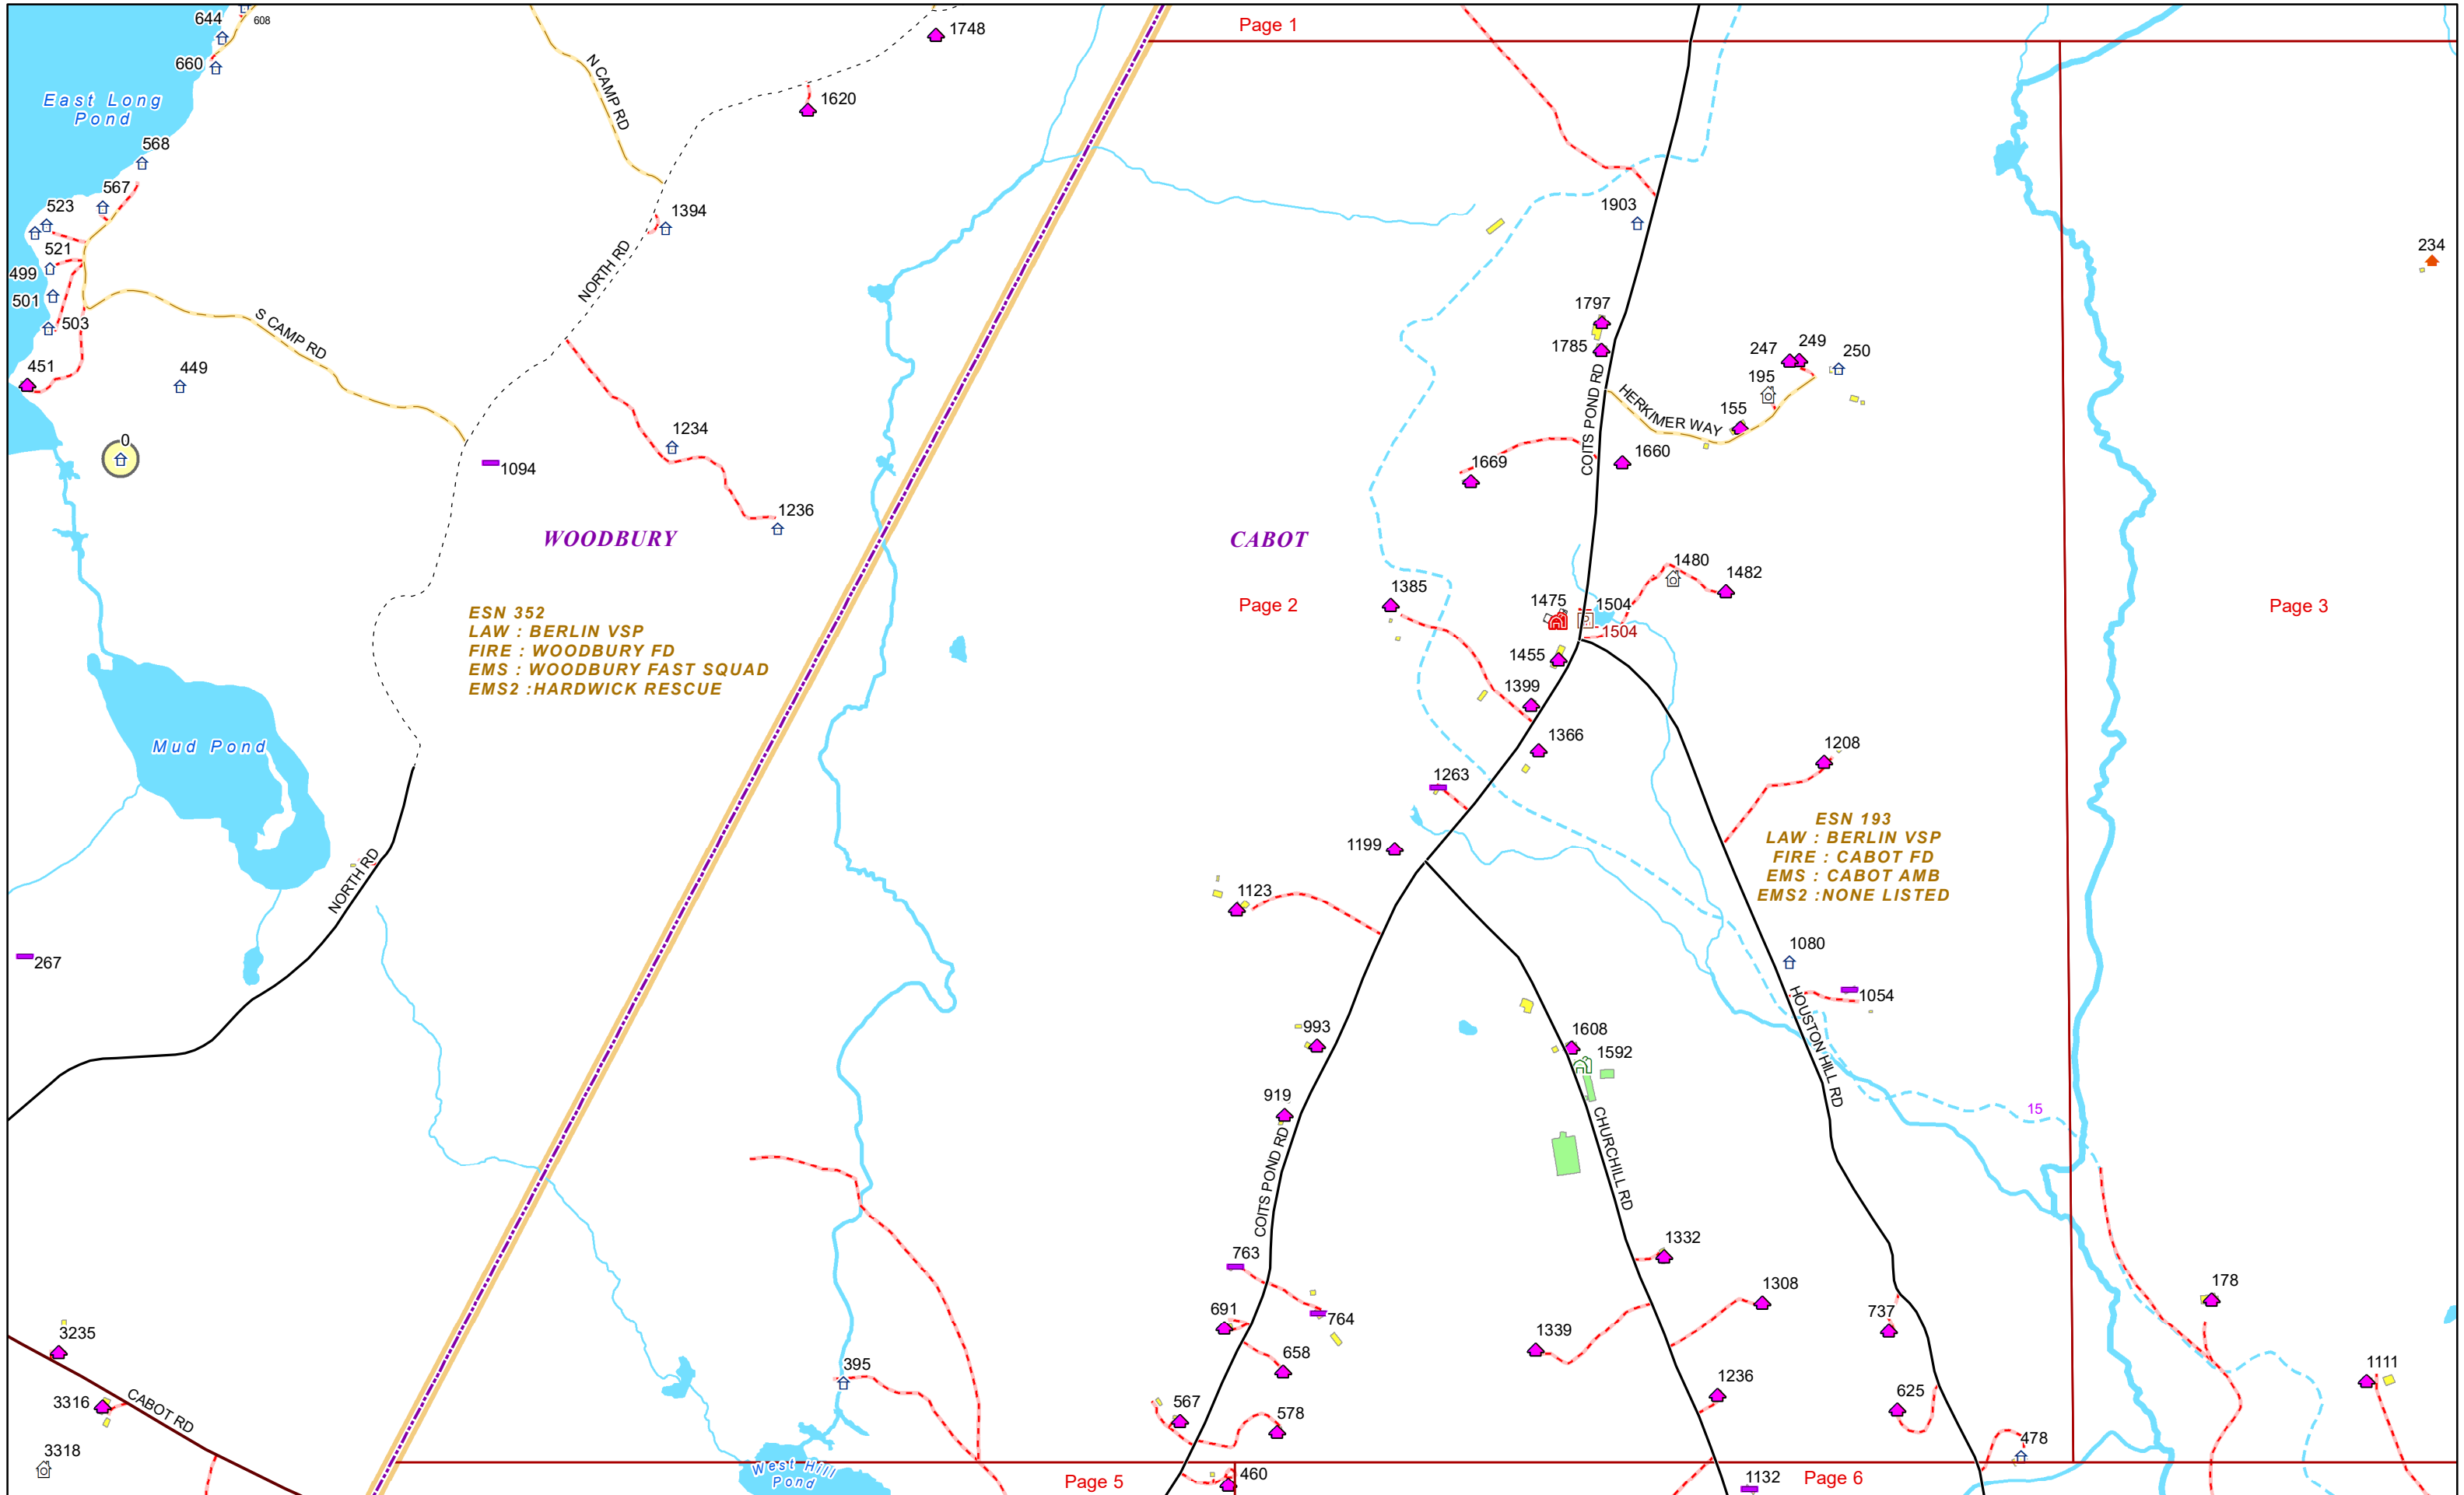 644
608
Page 1
1748
660
N CAMP RD
East Long
Pond
1620
568
567
523
1394
1903
521
NORTH RD
234
499
501
503
S CAMP RD
1797
1785
247
249
250
451
449
195
COITS POND RD
HERKIMER WAY
155
0
1234
1094
1669
1660
1236
WOODBURY
CABOT
1480
1482
1385
Page 2
1475
1504
1504
Page 3
ESN 352
LAW : BERLIN VSP
FIRE : WOODBURY FD
EMS : WOODBURY FAST SQUAD
EMS2 :HARDWICK RESCUE
1455
1399
1366
Mud Pond
1208
1263
ESN 193
LAW : BERLIN VSP
FIRE : CABOT FD
EMS : CABOT AMB
EMS2 :NONE LISTED
1199
NORTH RD
1123
267
1080
1054
HOUSTON HILL RD
993
1608
1592
919
15
CHURCHILL RD
COITS POND RD
763
1332
178
764
1308
691
737
3235
1339
658
395
1111
1236
CABOT RD
3316
567
578
625
3318
478
West Hill
Pond
Page 5
460
1132
Page 6